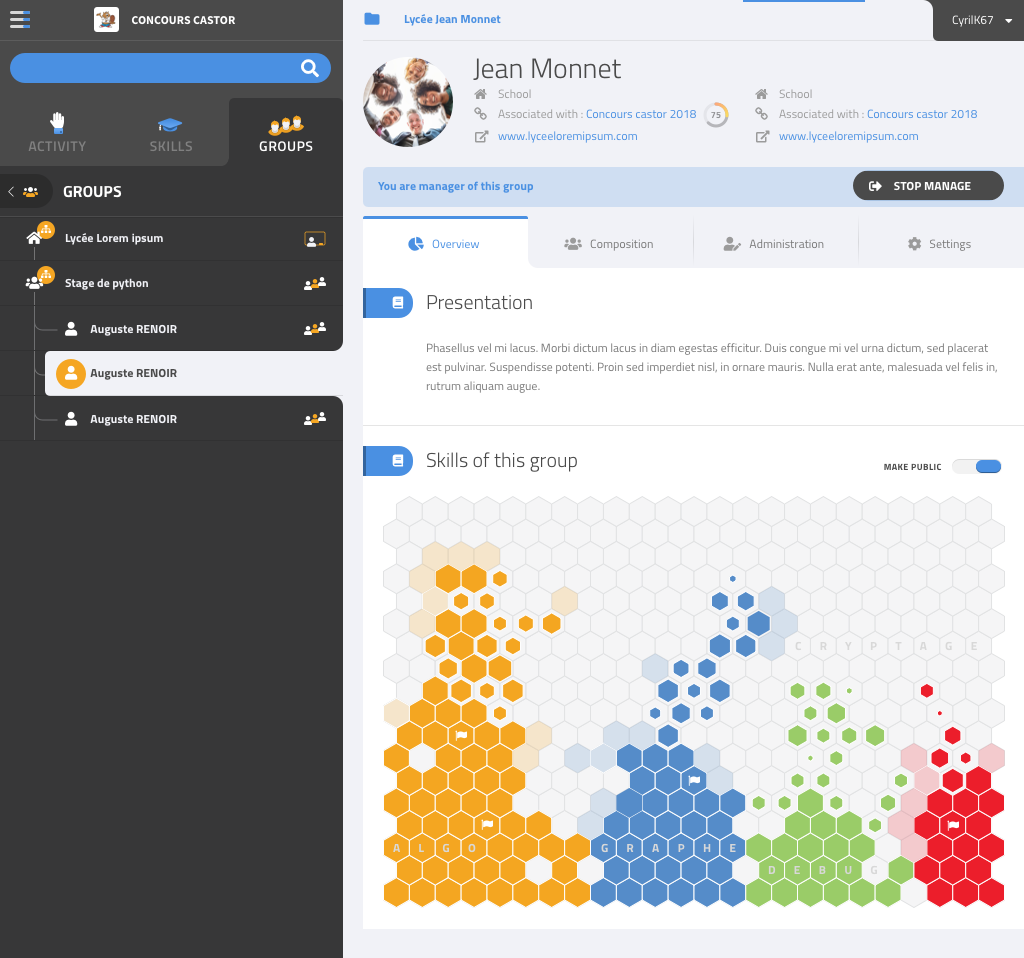 CONCOURS CASTOR
Lycée Jean Monnet
CyrilK67
ACTIVITY
SKILLS
GROUPS
GROUPS
Lycée Lorem ipsum
Stage de python
Auguste RENOIR
Auguste RENOIR
Auguste RENOIR
Jean Monnet
School
Associated with : Concours castor 2018
75
www.lyceeloremipsum.com
School
Associated with : Concours castor 2018
www.lyceeloremipsum.com
You are manager of this group
STOP MANAGE
Overview
Composition
Administration
Settings
Presentation
Phasellus vel mi lacus. Morbi dictum lacus in diam egestas efficitur. Duis congue mi vel urna dictum, sed placerat
est pulvinar. Suspendisse potenti. Proin sed imperdiet nisl, in ornare mauris. Nulla erat ante, malesuada vel felis in,
rutrum aliquam augue.
Skills of this group
MAKE PUBLIC
CRYPTAGE
ALGO
GRAPHE
DEBUG